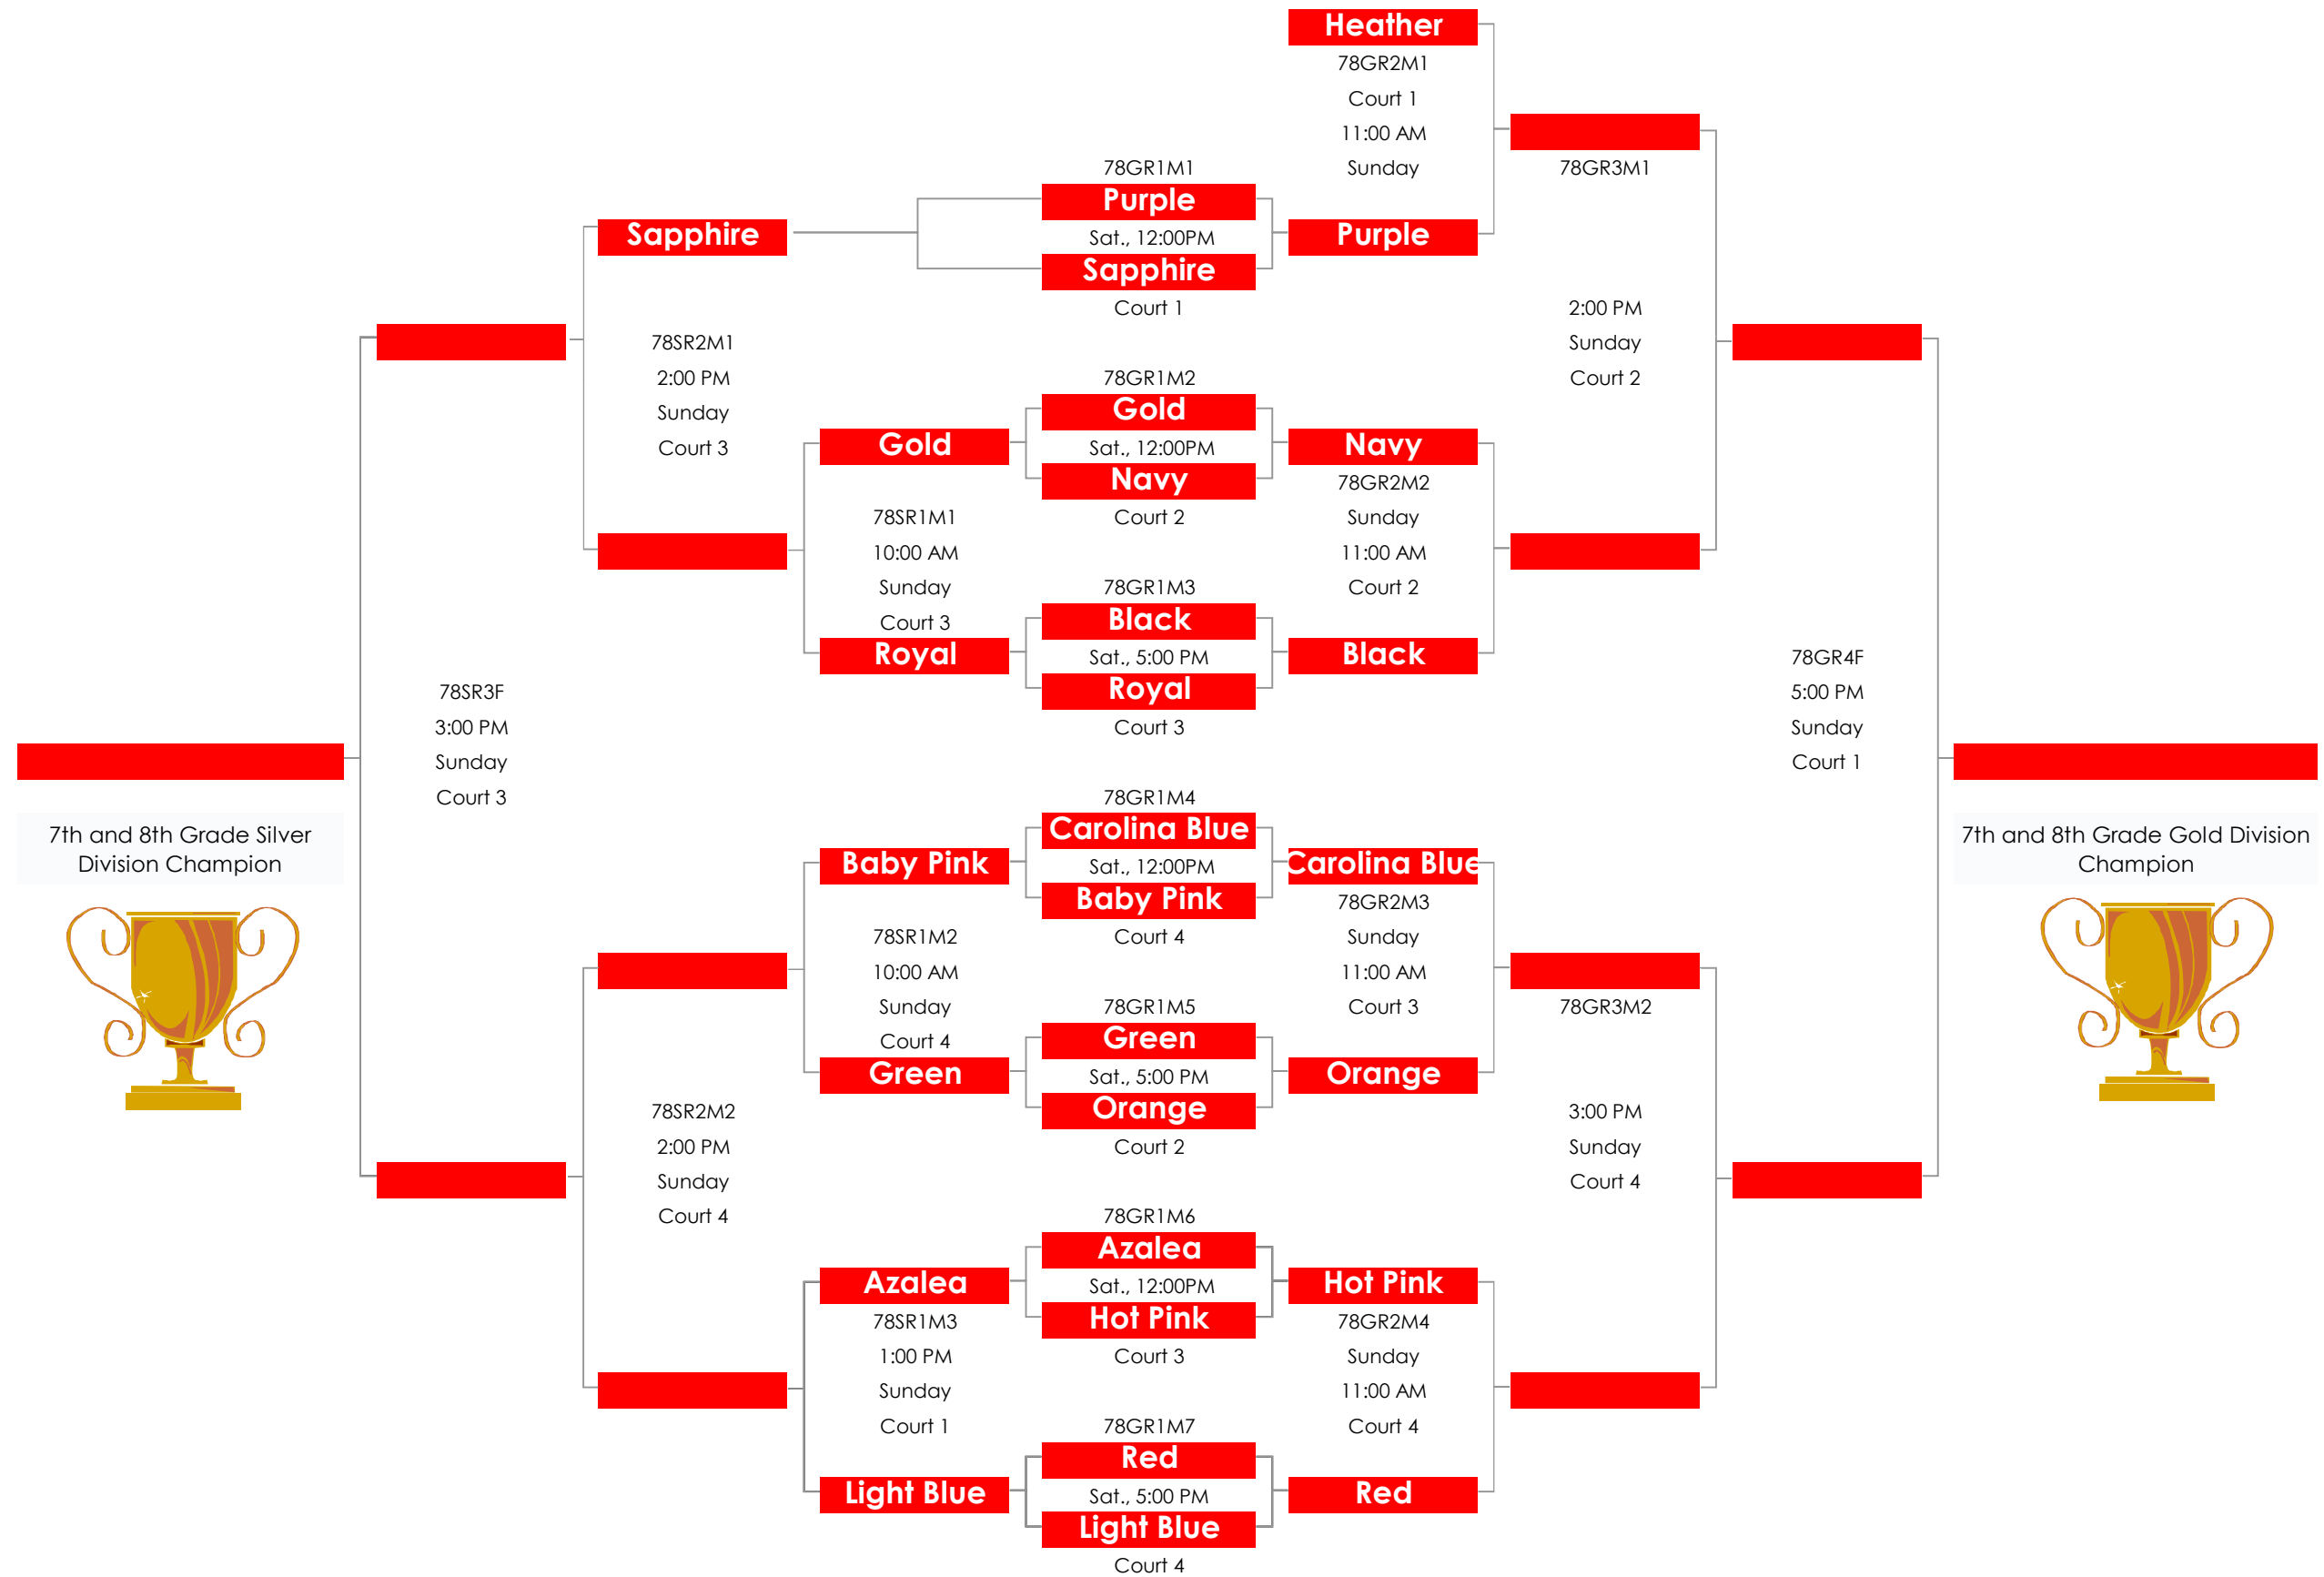 Heather
78GR2M1
Court 1
11:00 AM
Sunday
78GR3M1
78GR1M1
Purple
Sat., 12:00PM
Sapphire
Court 1
Sapphire
Purple
2:00 PM
Sunday
Court 2
78SR2M1
2:00 PM
Sunday
Court 3
78GR1M2
Gold
Sat., 12:00PM
Navy
Court 2
Gold
Navy
78SR1M1
10:00 AM
Sunday
Court 3
78GR2M2
Sunday
11:00 AM
Court 2
78GR1M3
Black
Sat., 5:00 PM
Royal
Court 3
Royal
Black
78SR3F
3:00 PM
Sunday
Court 3
78GR4F
5:00 PM
Sunday
Court 1
7th and 8th Grade Silver
Division Champion
7th and 8th Grade Gold Division
Champion
78GR1M4
Carolina Blue
Sat., 12:00PM
Baby Pink
Court 4
Baby Pink
Carolina Blue
78SR1M2
10:00 AM
Sunday
Court 4
78GR2M3
Sunday
11:00 AM
Court 3
78GR3M2
78GR1M5
Green
Sat., 5:00 PM
Orange
Court 2
Green
Orange
78SR2M2
2:00 PM
Sunday
Court 4
3:00 PM
Sunday
Court 4
78GR1M6
Azalea
Sat., 12:00PM
Hot Pink
Court 3
Azalea
Hot Pink
78SR1M3
1:00 PM
Sunday
Court 1
78GR2M4
Sunday
11:00 AM
Court 4
78GR1M7
Red
Sat., 5:00 PM
Light Blue
Court 4
Light Blue
Red